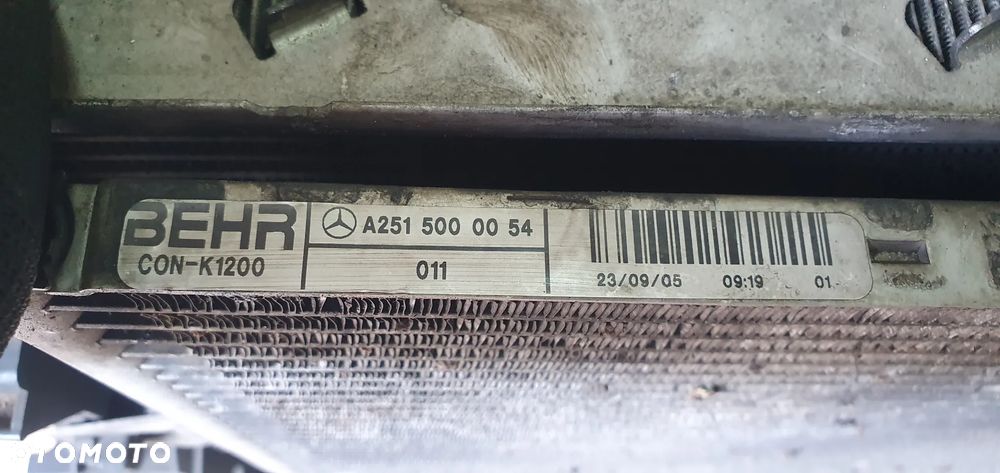 BEHR
CON-K1200
A251 500 00 54
011
23/09/05 09:19 01
OTOMOTO